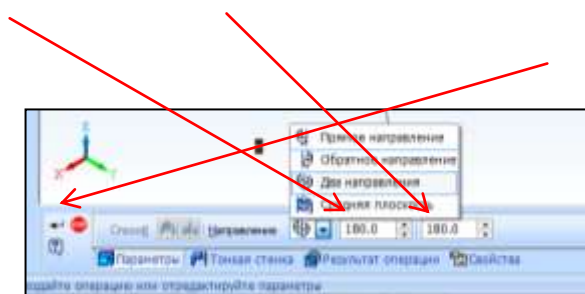 Прямое направление
Обратное направление
Два направления
Средняя плоскость
Способ Направление 180.0 180.0
Параметры Тонкая стенка Результат операции Свойства
создайте операцию или отредактируйте параметры